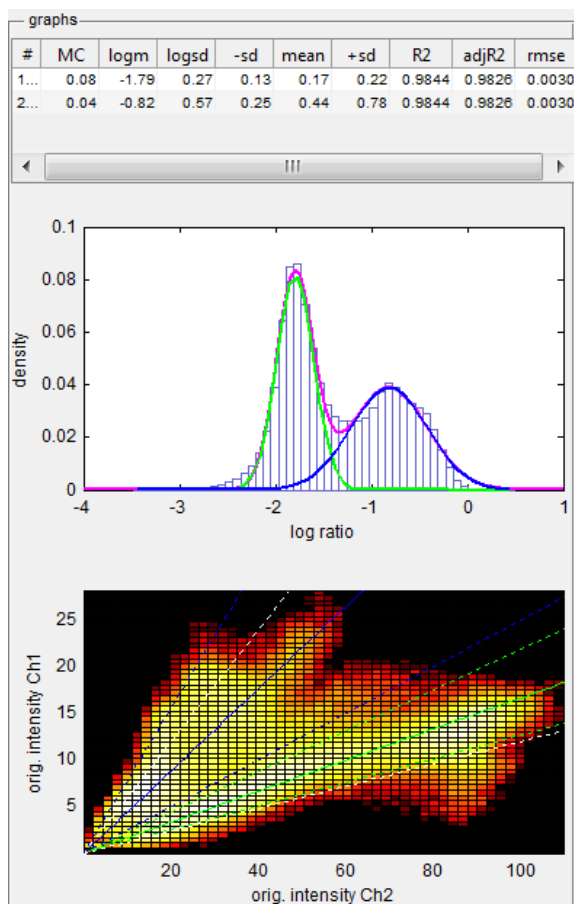 graphs
# MC logm logsd -sd mean +sd R2 adjR2 rmse
1... 0.08 -1.79 0.27 0.13 0.17 0.22 0.9844 0.9826 0.0030
2... 0.04 -0.82 0.57 0.25 0.44 0.78 0.9844 0.9826 0.0030
0.1
0.08
0.06
0.04
0.02
0
density
-4 -3 -2 -1 0 1
log ratio
25
20
15
10
5
orig. intensity Ch1
20 40 60 80 100
orig. intensity Ch2